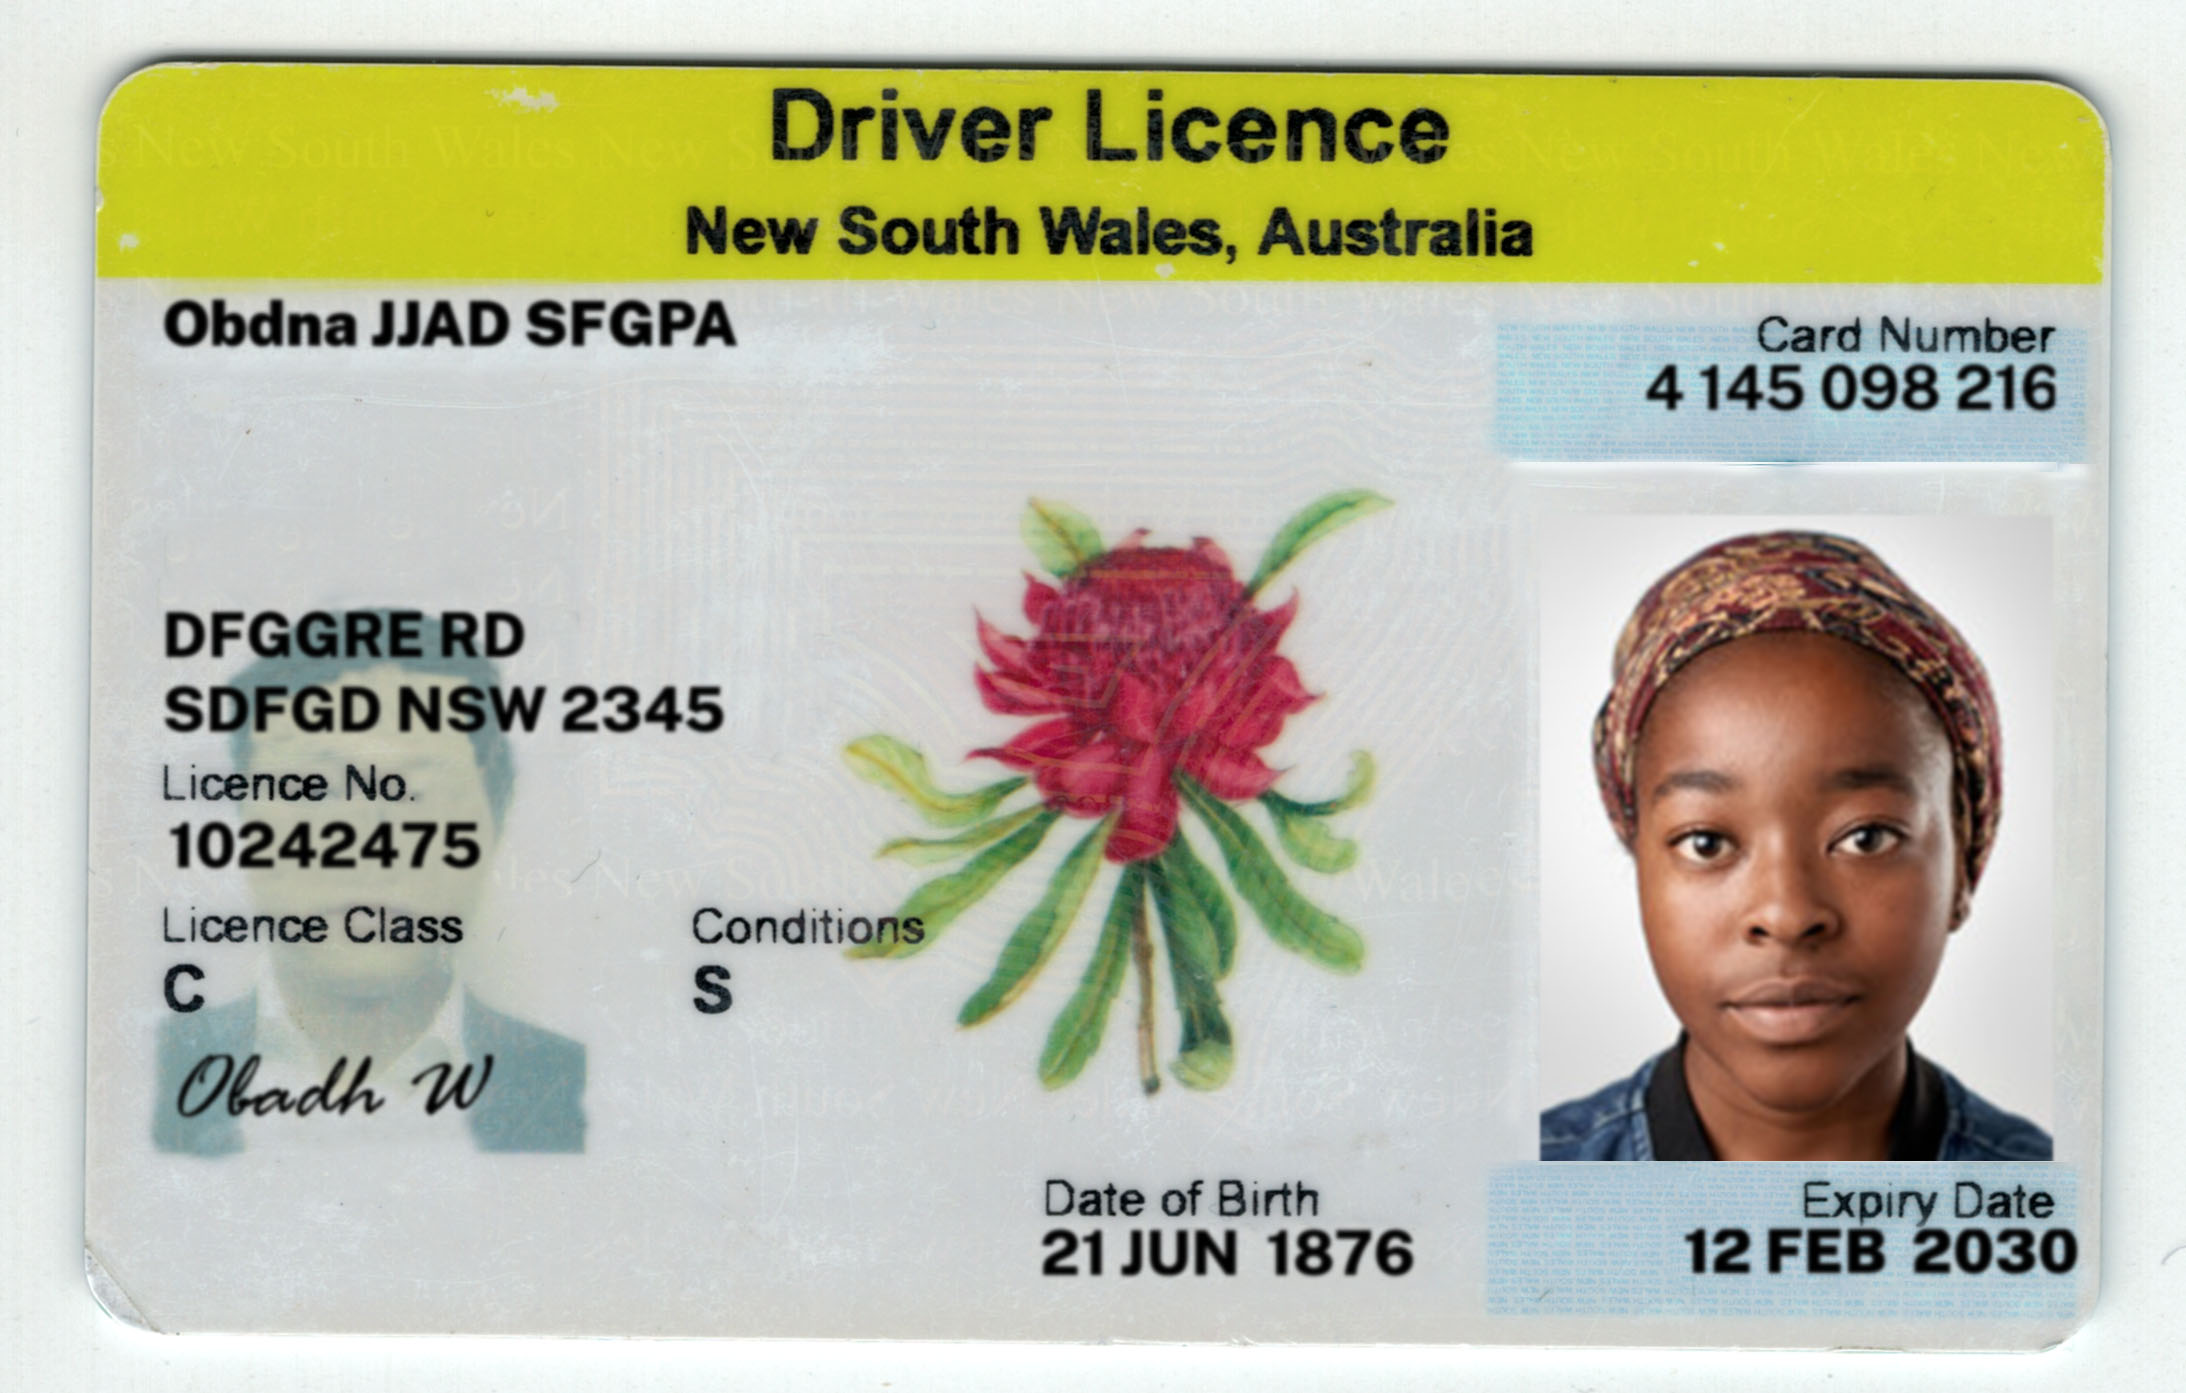 Driver Licence
New South Wales, Australia
Obdna JJAD SFGPA
Card Number
4 145 098 216
DFGGRE RD
SDFGD NSW 2345
Licence No.
10242475
Licence Class
Conditions
C
S
Obadh W
Date of Birth
Expiry Date
21 JUN 1876
12 FEB 2030